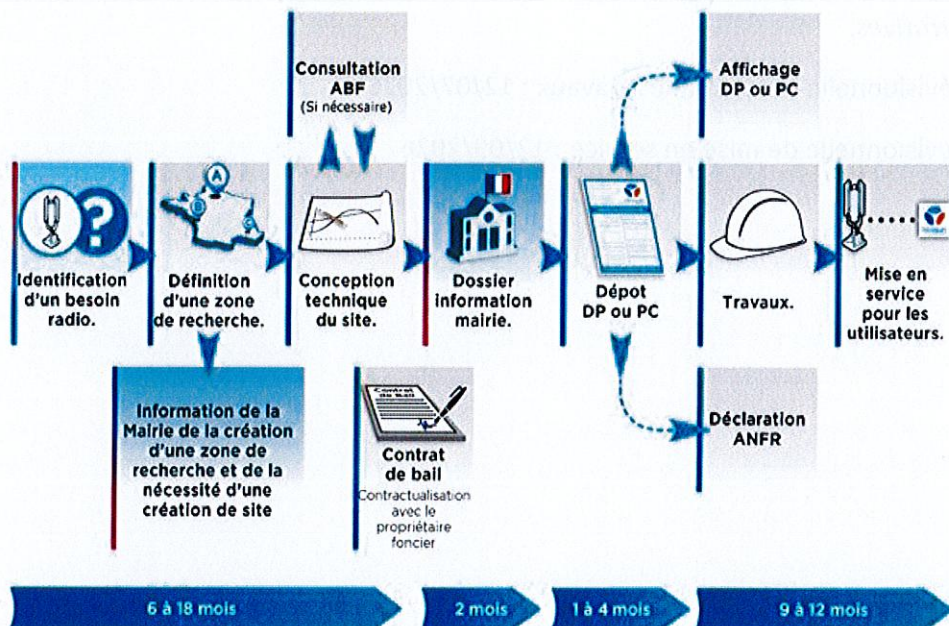 Consultation
ABF
(Si nécessaire)
Affichage
DP ou PC
A
Identification
d'un besoin
radio.
Définition
d'une zone
de recherche.
Conception
technique
du site.
Dossier
information
mairie.
Dépot
DP ou PC
Travaux.
Mise en
service
pour les
utilisateurs.
Information de la
Mairie de la création
d'une zone de
recherche et de la
nécessité d'une
création de site
Contrat
de Bail
Contrat
de bail
Contractualisation
avec le
propriétaire
foncier
Déclaration
ANFR
6 à 18 mois
2 mois
1 à 4 mois
9 à 12 mois